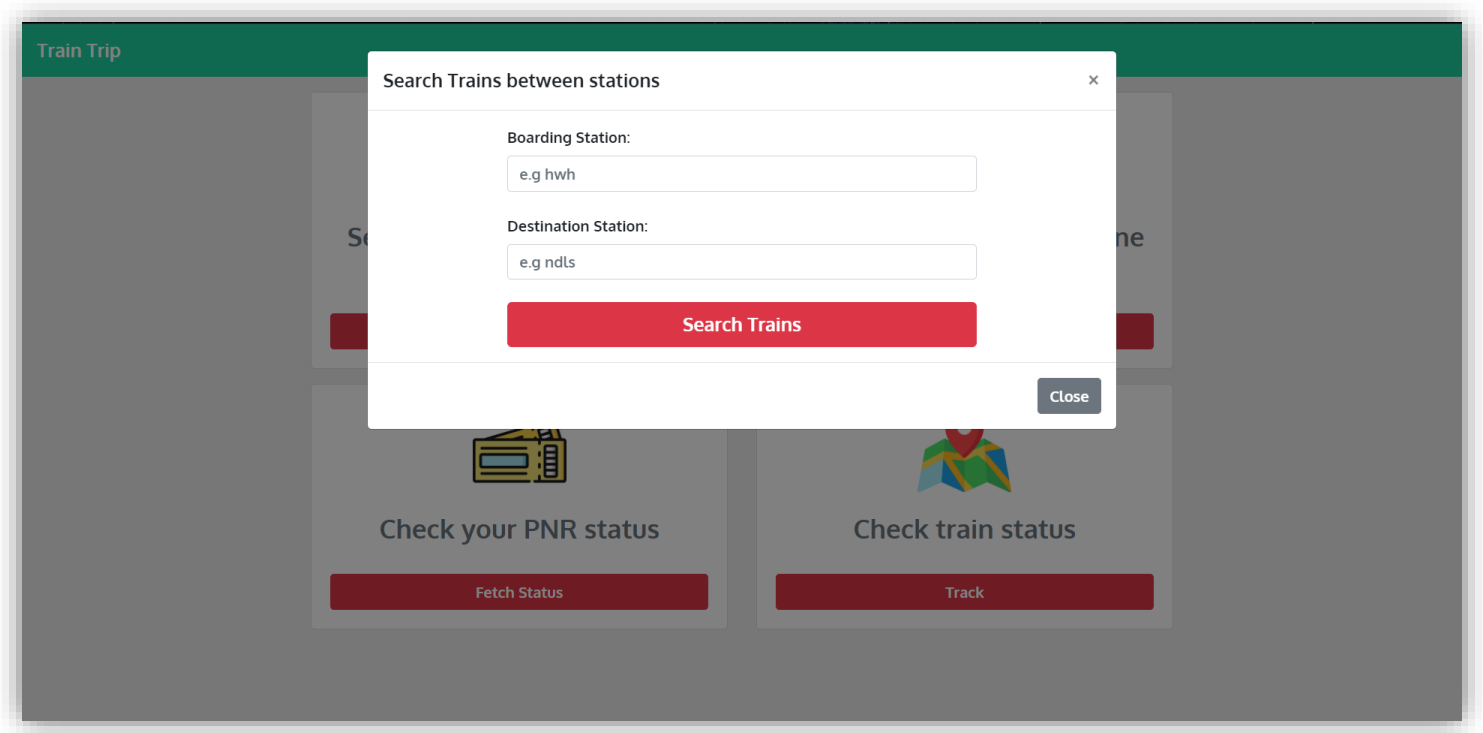 Train Trip
Search Trains between stations
×
Boarding Station:
e.g hwh
Destination Station:
e.g ndls
Search Trains
Close
Check your PNR status
Check train status
Fetch Status
Track